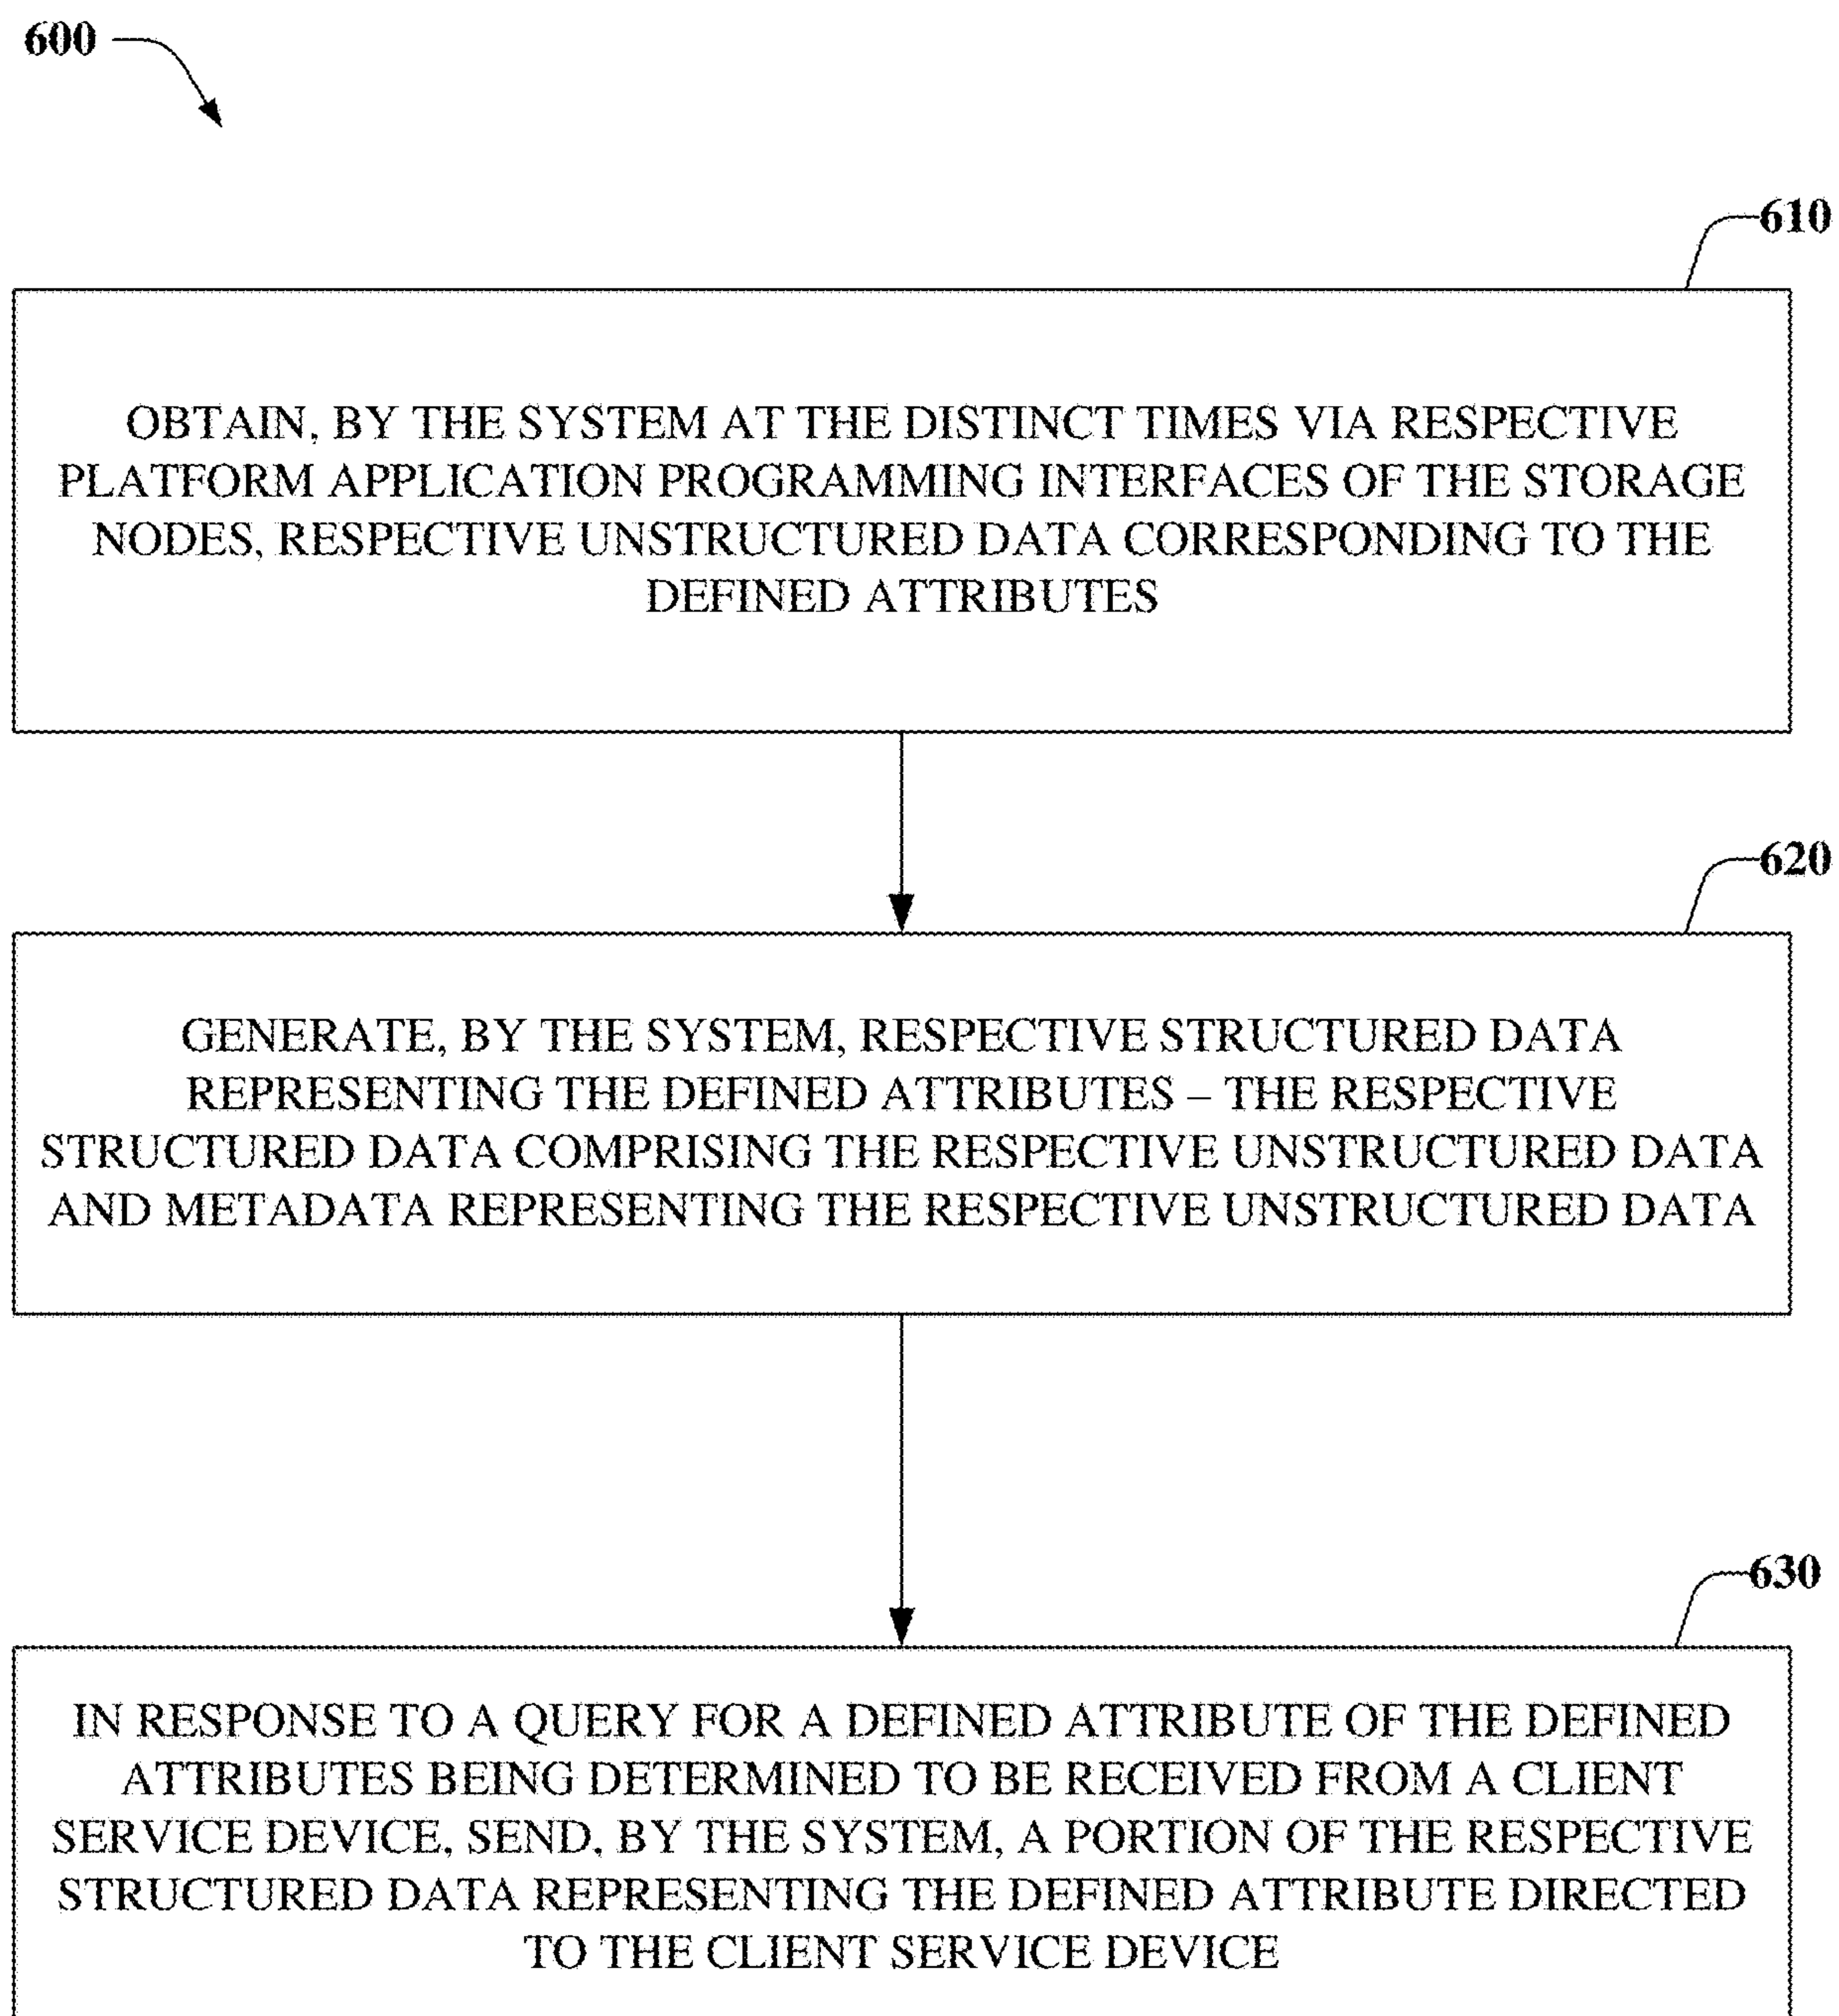 600
610
OBTAIN, BY THE SYSTEM AT THE DISTINCT TIMES VIA RESPECTIVE
PLATFORM APPLICATION PROGRAMMING INTERFACES OF THE STORAGE
NODES, RESPECTIVE UNSTRUCTURED DATA CORRESPONDING TO THE
DEFINED ATTRIBUTES
620
GENERATE, BY THE SYSTEM, RESPECTIVE STRUCTURED DATA
REPRESENTING THE DEFINED ATTRIBUTES – THE RESPECTIVE
STRUCTURED DATA COMPRISING THE RESPECTIVE UNSTRUCTURED DATA
AND METADATA REPRESENTING THE RESPECTIVE UNSTRUCTURED DATA
630
IN RESPONSE TO A QUERY FOR A DEFINED ATTRIBUTE OF THE DEFINED
ATTRIBUTES BEING DETERMINED TO BE RECEIVED FROM A CLIENT
SERVICE DEVICE, SEND, BY THE SYSTEM, A PORTION OF THE RESPECTIVE
STRUCTURED DATA REPRESENTING THE DEFINED ATTRIBUTE DIRECTED
TO THE CLIENT SERVICE DEVICE